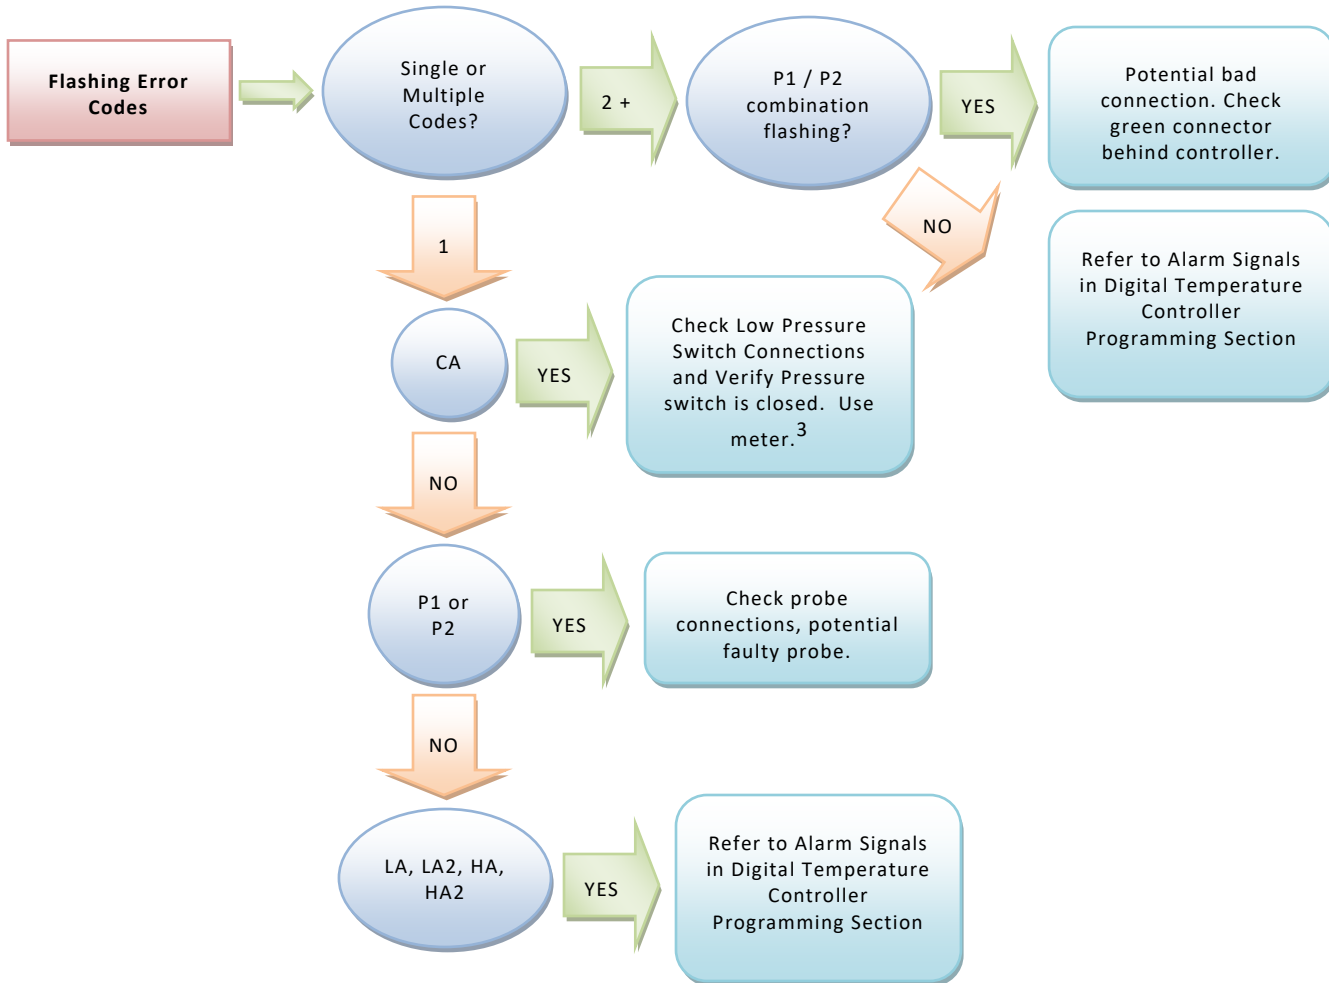 Flashing Error
Codes
Single or
Multiple
Codes?
2 +
P1 / P2
combination
flashing?
YES
Potential bad
connection. Check
green connector
behind controller.
NO
Refer to Alarm Signals
in Digital Temperature
Controller
Programming Section
1
CA
YES
Check Low Pressure
Switch Connections
and Verify Pressure
switch is closed. Use
meter.3
NO
P1 or
P2
YES
Check probe
connections, potential
faulty probe.
NO
LA, LA2, HA,
HA2
YES
Refer to Alarm Signals
in Digital Temperature
Controller
Programming Section